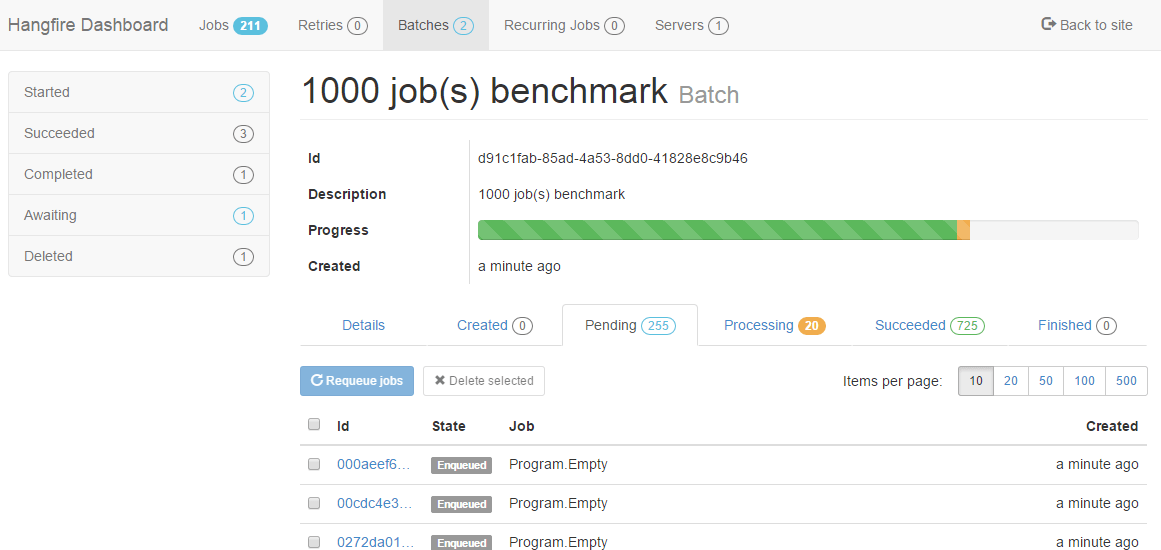 Hangfire Dashboard Jobs 211 Retries 0 Batches 2 Recurring Jobs 0 Servers 1 Back to site
Started 2
Succeeded 3
Completed 1
Awaiting 1
Deleted 1
1000 job(s) benchmark Batch
Id d91c1fab-85ad-4a53-8dd0-41828e8c9b46
Description 1000 job(s) benchmark
Progress
Created a minute ago
Details Created 0 Pending 255 Processing 20 Succeeded 725 Finished 0
Requeue jobs Delete selected Items per page: 10 20 50 100 500
Id State Job Created
000aeef6... Enqueued Program.Empty a minute ago
00cdc4e3... Enqueued Program.Empty a minute ago
0272da01... Enqueued Program.Empty a minute ago